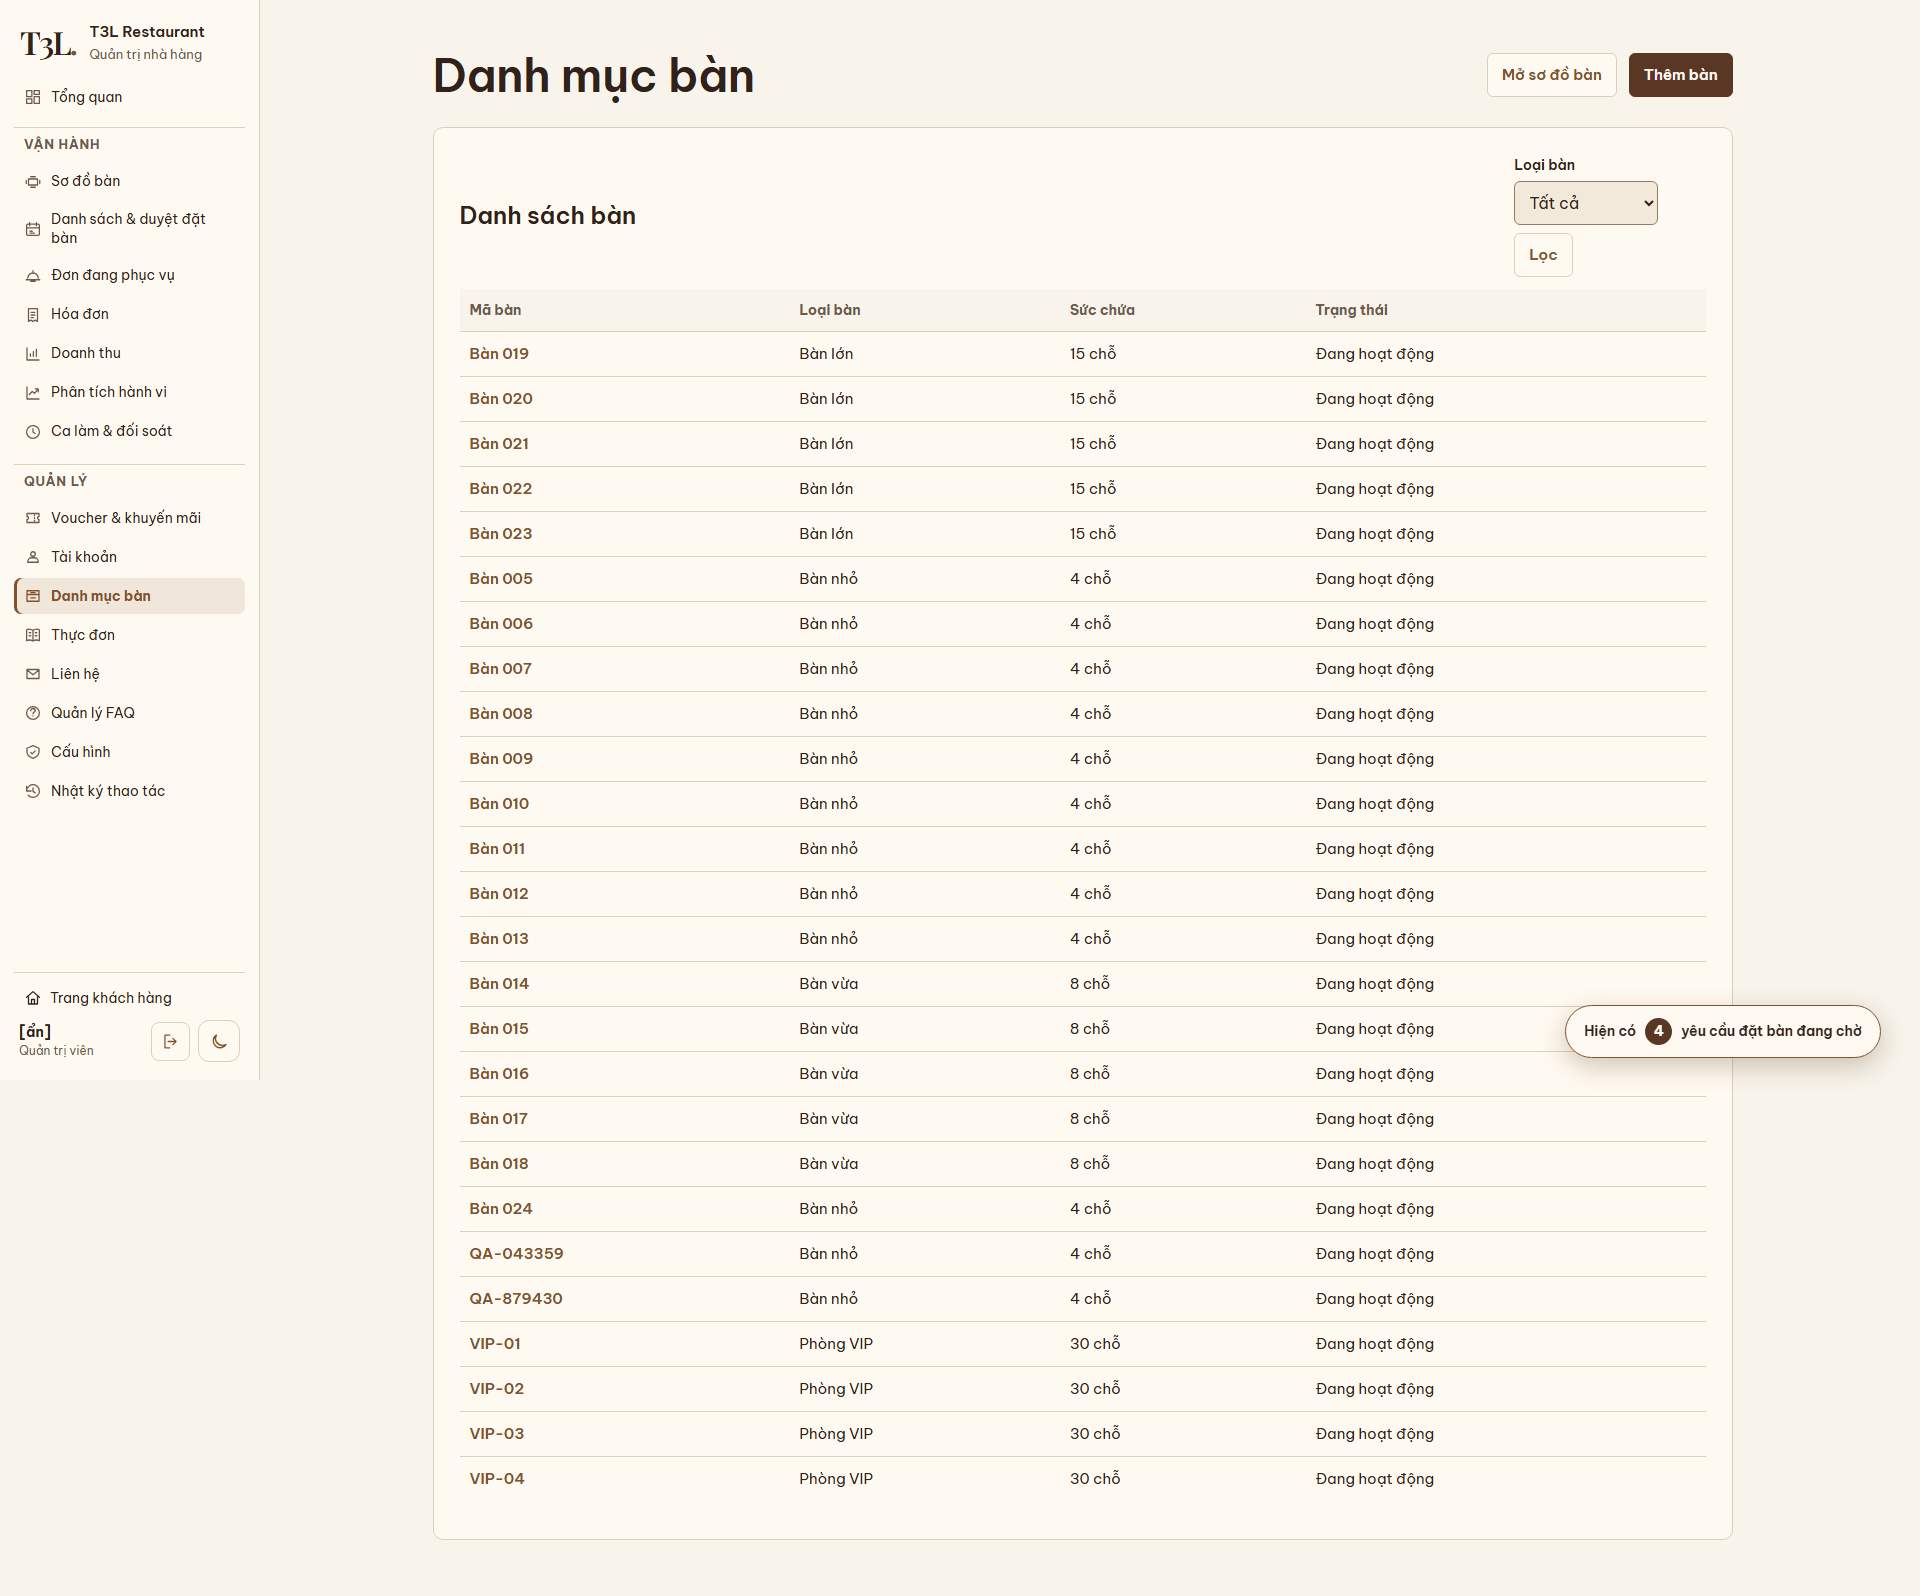 T3L.
T3L Restaurant
Quản trị nhà hàng
Tổng quan
VẬN HÀNH
Sơ đồ bàn
Danh sách & duyệt đặt
bàn
Đơn đang phục vụ
Hóa đơn
Doanh thu
Phân tích hành vi
Ca làm & đối soát
QUẢN LÝ
Voucher & khuyến mãi
Tài khoản
Danh mục bàn
Thực đơn
Liên hệ
Quản lý FAQ
Cấu hình
Nhật ký thao tác
Trang khách hàng
[ẩn]
Quản trị viên
Danh mục bàn
Mở sơ đồ bàn
Thêm bàn
Danh sách bàn
Loại bàn
Tất cả
Lọc
Mã bàn Loại bàn Sức chứa Trạng thái
Bàn 019 Bàn lớn 15 chỗ Đang hoạt động
Bàn 020 Bàn lớn 15 chỗ Đang hoạt động
Bàn 021 Bàn lớn 15 chỗ Đang hoạt động
Bàn 022 Bàn lớn 15 chỗ Đang hoạt động
Bàn 023 Bàn lớn 15 chỗ Đang hoạt động
Bàn 005 Bàn nhỏ 4 chỗ Đang hoạt động
Bàn 006 Bàn nhỏ 4 chỗ Đang hoạt động
Bàn 007 Bàn nhỏ 4 chỗ Đang hoạt động
Bàn 008 Bàn nhỏ 4 chỗ Đang hoạt động
Bàn 009 Bàn nhỏ 4 chỗ Đang hoạt động
Bàn 010 Bàn nhỏ 4 chỗ Đang hoạt động
Bàn 011 Bàn nhỏ 4 chỗ Đang hoạt động
Bàn 012 Bàn nhỏ 4 chỗ Đang hoạt động
Bàn 013 Bàn nhỏ 4 chỗ Đang hoạt động
Bàn 014 Bàn vừa 8 chỗ Đang hoạt động
Bàn 015 Bàn vừa 8 chỗ Đang hoạt động
Hiện có 4 yêu cầu đặt bàn đang chờ
Bàn 016 Bàn vừa 8 chỗ Đang hoạt động
Bàn 017 Bàn vừa 8 chỗ Đang hoạt động
Bàn 018 Bàn vừa 8 chỗ Đang hoạt động
Bàn 024 Bàn nhỏ 4 chỗ Đang hoạt động
QA-043359 Bàn nhỏ 4 chỗ Đang hoạt động
QA-879430 Bàn nhỏ 4 chỗ Đang hoạt động
VIP-01 Phòng VIP 30 chỗ Đang hoạt động
VIP-02 Phòng VIP 30 chỗ Đang hoạt động
VIP-03 Phòng VIP 30 chỗ Đang hoạt động
VIP-04 Phòng VIP 30 chỗ Đang hoạt động